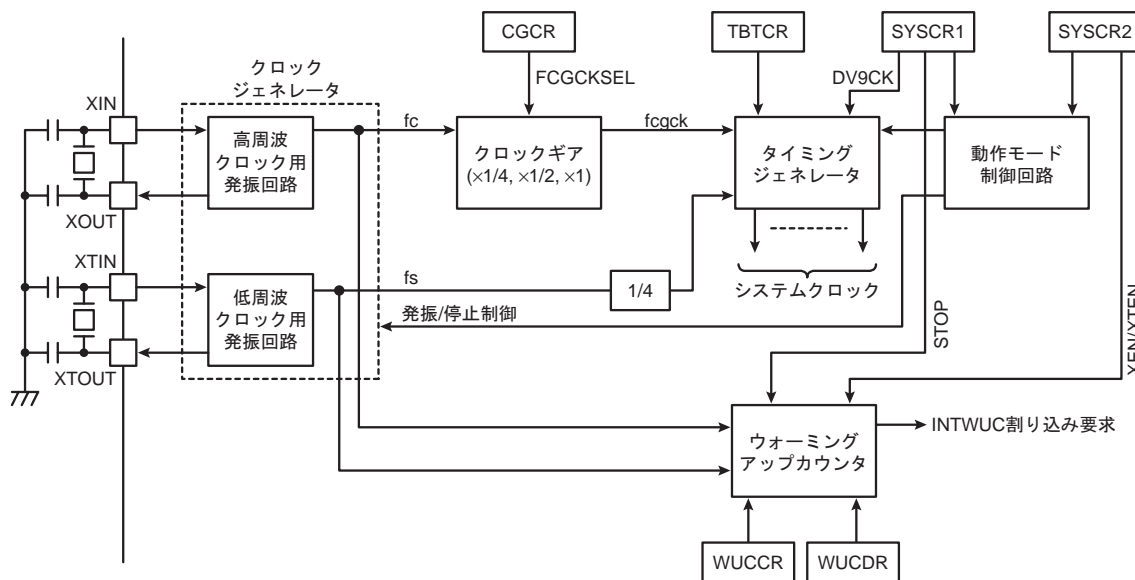 CGCR
TBTCR
SYSCR1
SYSCR2
FCGCKSEL
DV9CK
クロック
ジェネレータ
XIN
fc
fcgck
高周波
クロック用
発振回路
クロックギア
(×1/4, ×1/2, ×1)
タイミング
ジェネレータ
動作モード
制御回路
XOUT
XTIN
fs
1/4
システムクロック
低周波
クロック用
発振回路
発振/停止制御
STOP
XEN/XTEN
XTOUT
ウォーミング
アップカウンタ
INTWUC割り込み要求
WUCCR
WUCDR